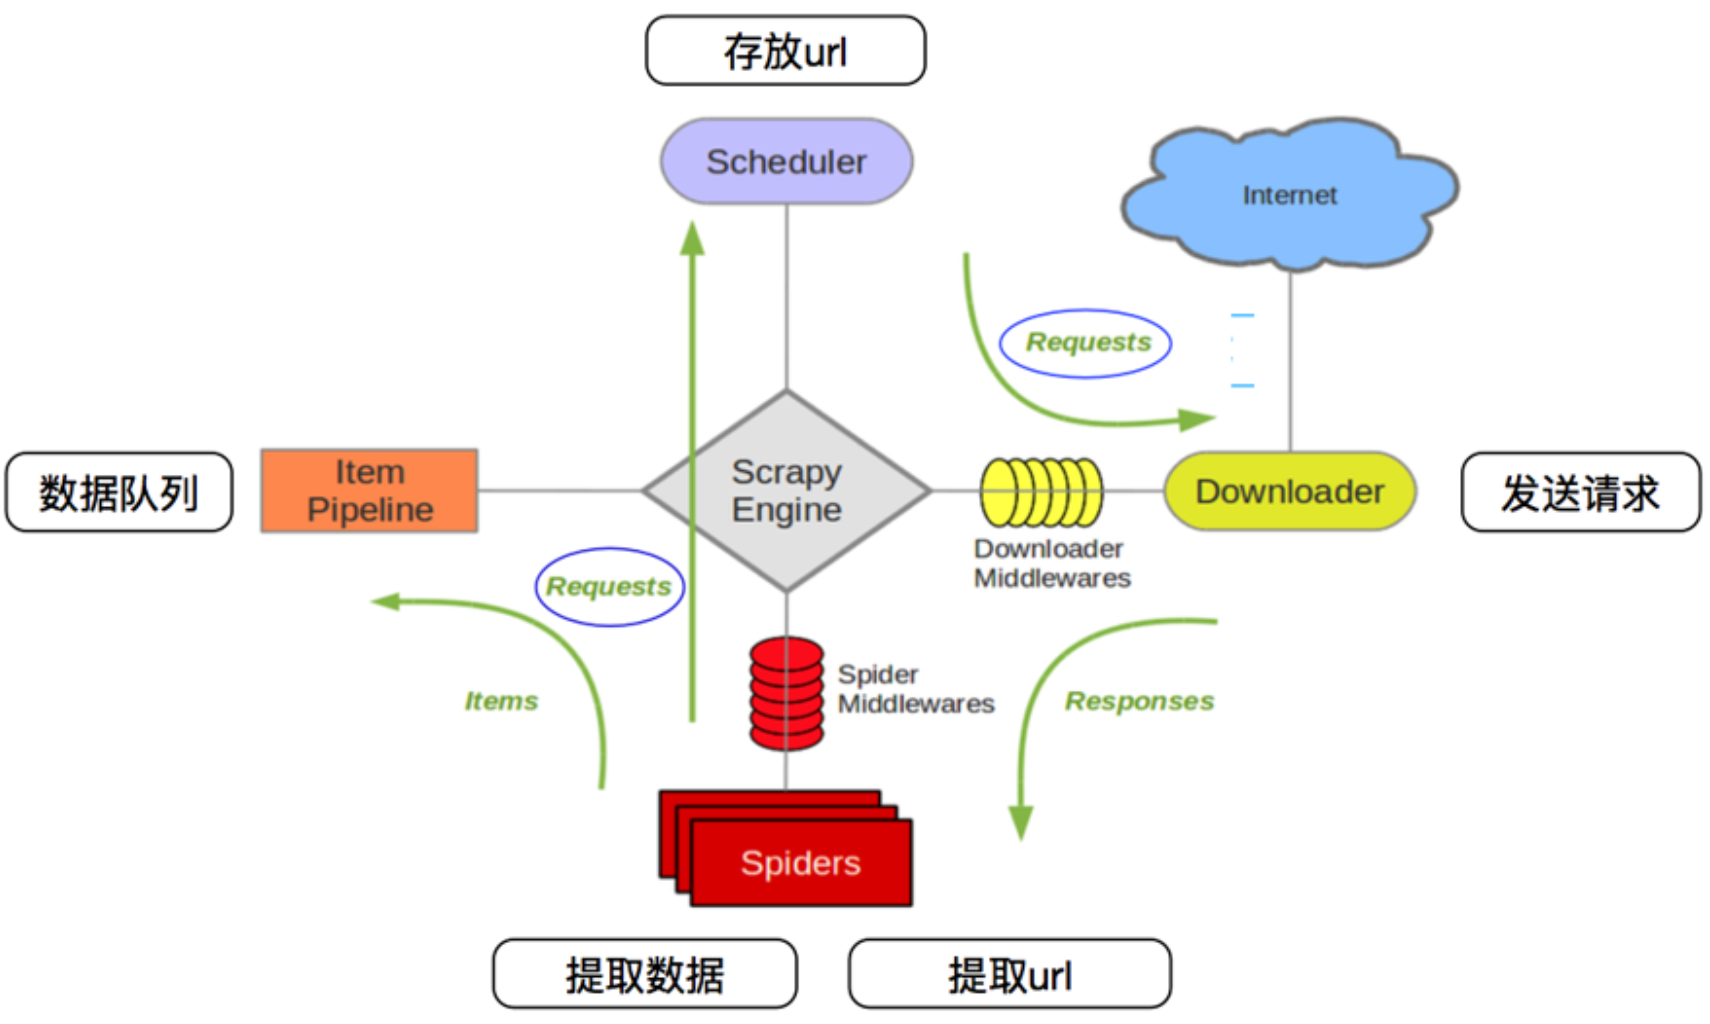 存放url
Scheduler
Internet
Requests
数据队列
Item
Pipeline
Scrapy
Engine
Downloader
发送请求
Downloader
Middlewares
Requests
Items
Spider
Middlewares
Responses
Spiders
提取数据
提取url